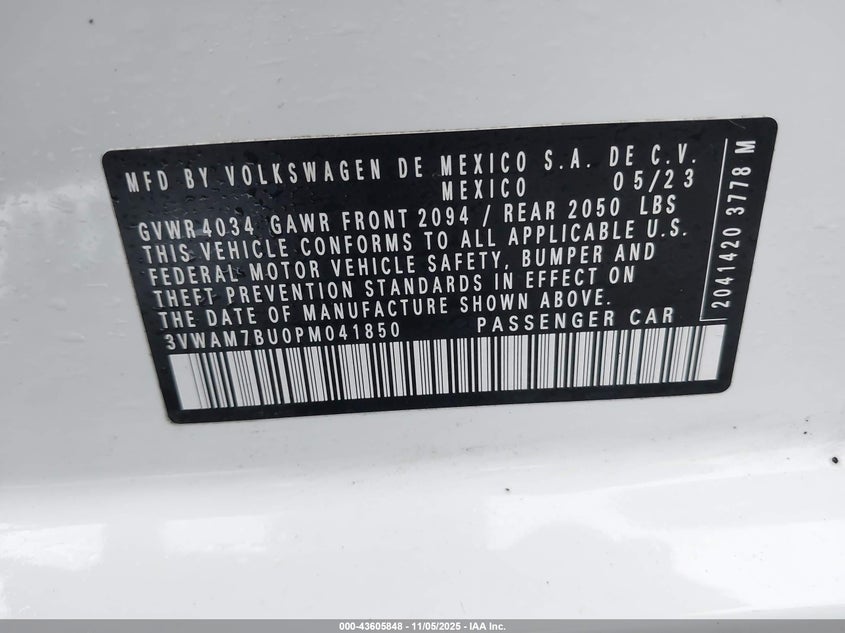 MFD BY VOLKSWAGEN DE MEXICO S.A. DE C.V.
MEXICO 05/23
GVWR 4034 GAWR FRONT 2094 / REAR 2050 LBS
THIS VEHICLE CONFORMS TO ALL APPLICABLE U.S.
FEDERAL MOTOR VEHICLE SAFETY, BUMPER AND
THEFT PREVENTION STANDARDS IN EFFECT ON
THE DATE OF MANUFACTURE SHOWN ABOVE.
3VWAM7BU0PM041850 PASSENGER CAR
2041420 3778 M
000-43605848 - 11/05/2025 - IAA Inc.